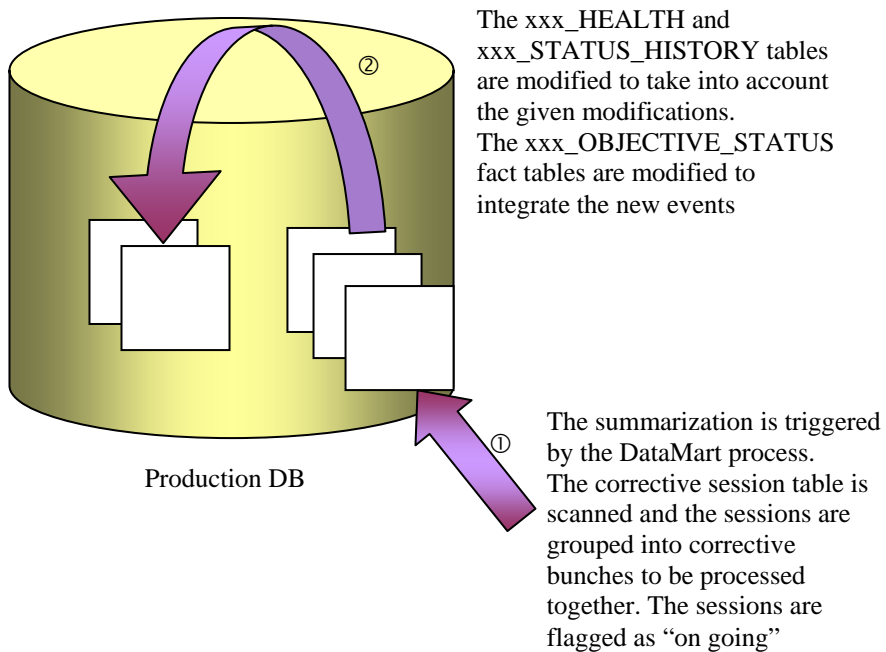 The xxx_HEALTH and
xxx_STATUS_HISTORY tables
are modified to take into account
the given modifications.
The xxx_OBJECTIVE_STATUS
fact tables are modified to
integrate the new events
②
①
The summarization is triggered
by the DataMart process.
The corrective session table is
scanned and the sessions are
grouped into corrective
bunches to be processed
together. The sessions are
flagged as “on going”
Production DB